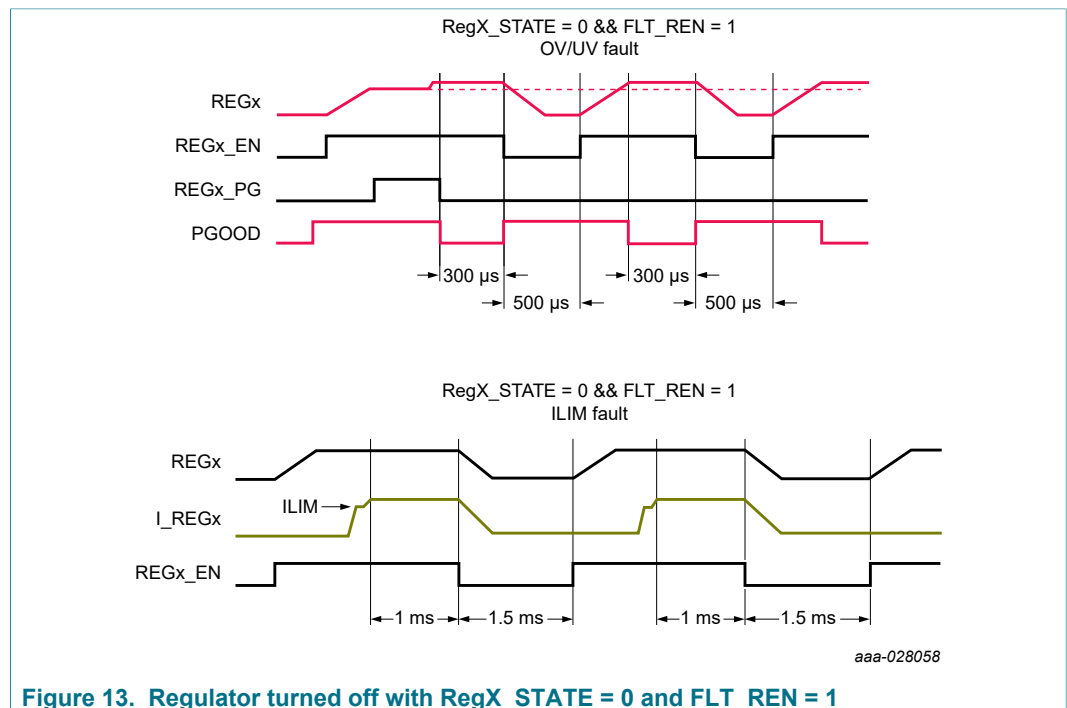 RegX_STATE = 0 && FLT_REN = 1
OV/UV fault
REGx
REGx_EN
REGx_PG
PGOOD
300 µs
300 µs
500 µs
500 µs
RegX_STATE = 0 && FLT_REN = 1
ILIM fault
REGx
ILIM
I_REGx
REGx_EN
1 ms
1.5 ms
1 ms
1.5 ms
aaa-028058
Figure 13. Regulator turned off with RegX_STATE = 0 and FLT_REN = 1